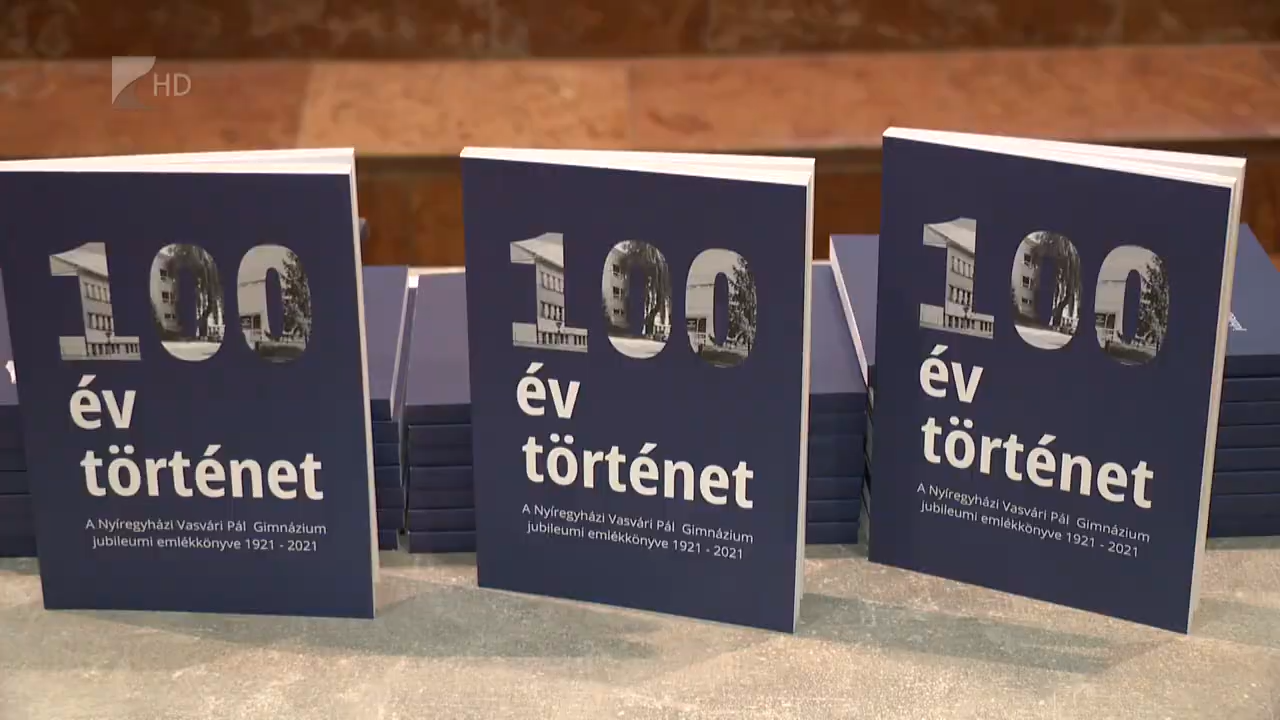 HD
100
év
történet
A Nyíregyházi Vasvári Pál Gimnázium
jubileumi emlékkönyve 1921 - 2021
100
év
történet
A Nyíregyházi Vasvári Pál Gimnázium
jubileumi emlékkönyve 1921 - 2021
100
év
történet
A Nyíregyházi Vasvári Pál Gimnázium
jubileumi emlékkönyve 1921 - 2021